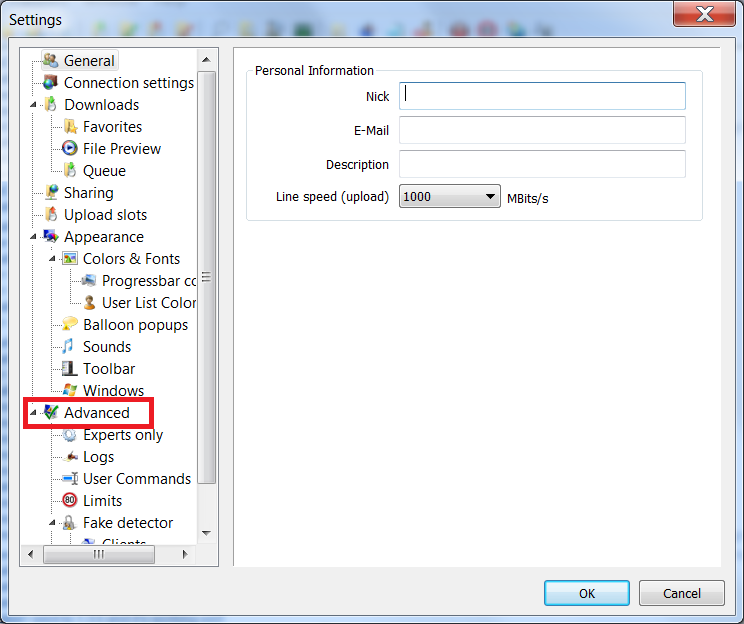 Settings
General
Connection settings
Downloads
Favorites
File Preview
Queue
Sharing
Upload slots
Appearance
Colors & Fonts
Progressbar co
User List Color
Balloon popups
Sounds
Toolbar
Windows
Advanced
Experts only
Logs
User Commands
80 Limits
Fake detector
Clients
Personal Information
Nick
E-Mail
Description
Line speed (upload) 1000 MBits/s
OK Cancel